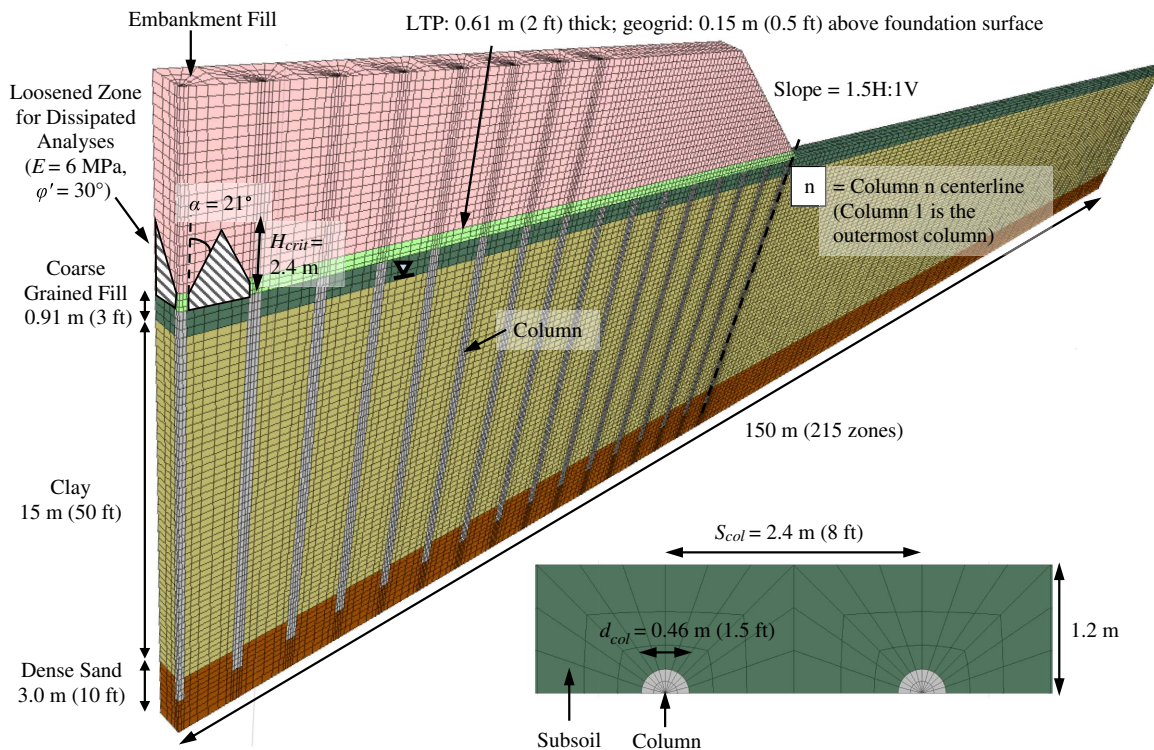 Embankment Fill
LTP: 0.61 m (2 ft) thick; geogrid: 0.15 m (0.5 ft) above foundation surface
Loosened Zone
for Dissipated
Analyses
(E = 6 MPa,
φ' = 30°)
Slope = 1.5H:1V
α = 21°
n = Column n centerline
(Column 1 is the
outermost column)
H_crit =
2.4 m
Coarse
Grained Fill
0.91 m (3 ft)
Column
150 m (215 zones)
Clay
15 m (50 ft)
S_col = 2.4 m (8 ft)
d_col = 0.46 m (1.5 ft)
1.2 m
Dense Sand
3.0 m (10 ft)
Subsoil
Column